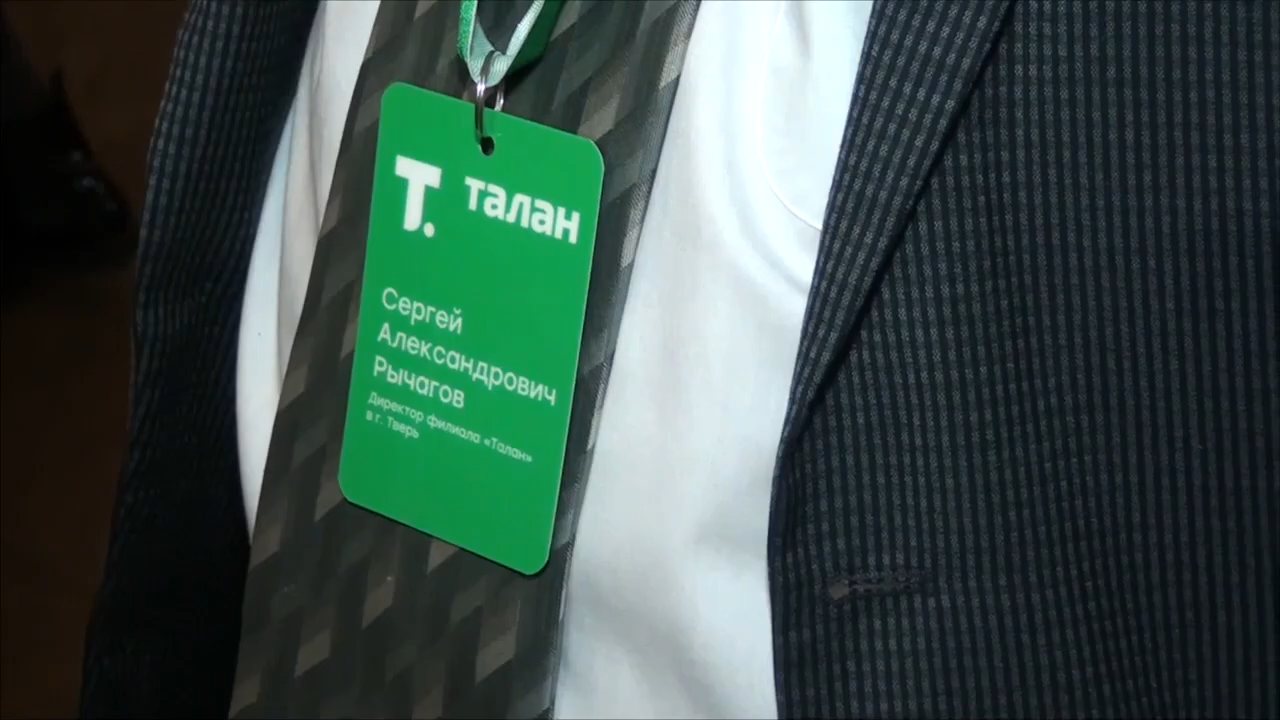 Т. талан
Сергей
Александрович
Рычагов
Директор филиала «Талан»
в г. Тверь